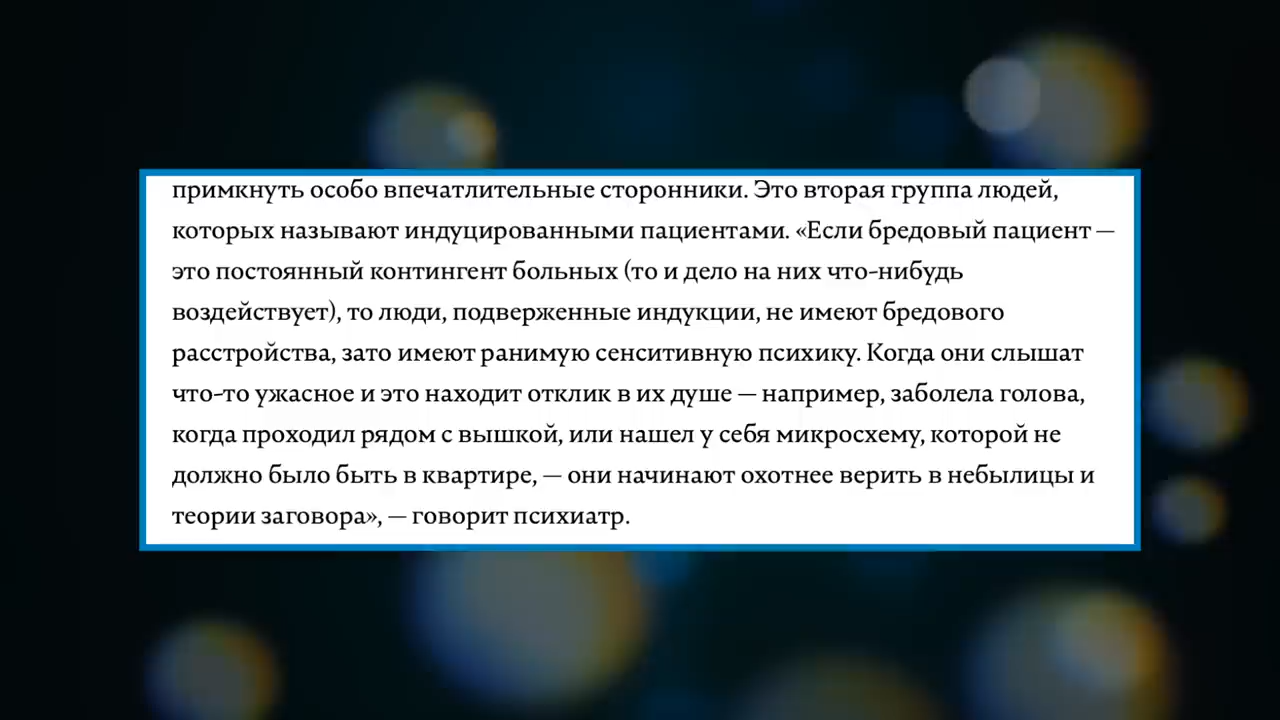 примкнуть особо впечатлительные сторонники. Это вторая группа людей,
которых называют индуцированными пациентами. «Если бредовый пациент —
это постоянный контингент больных (то и дело на них что-нибудь
воздействует), то люди, подверженные индукции, не имеют бредового
расстройства, зато имеют ранимую сенситивную психику. Когда они слышат
что-то ужасное и это находит отклик в их душе — например, заболела голова,
когда проходил рядом с вышкой, или нашел у себя микросхему, которой не
должно было быть в квартире, — они начинают охотнее верить в небылицы и
теории заговора», — говорит психиатр.